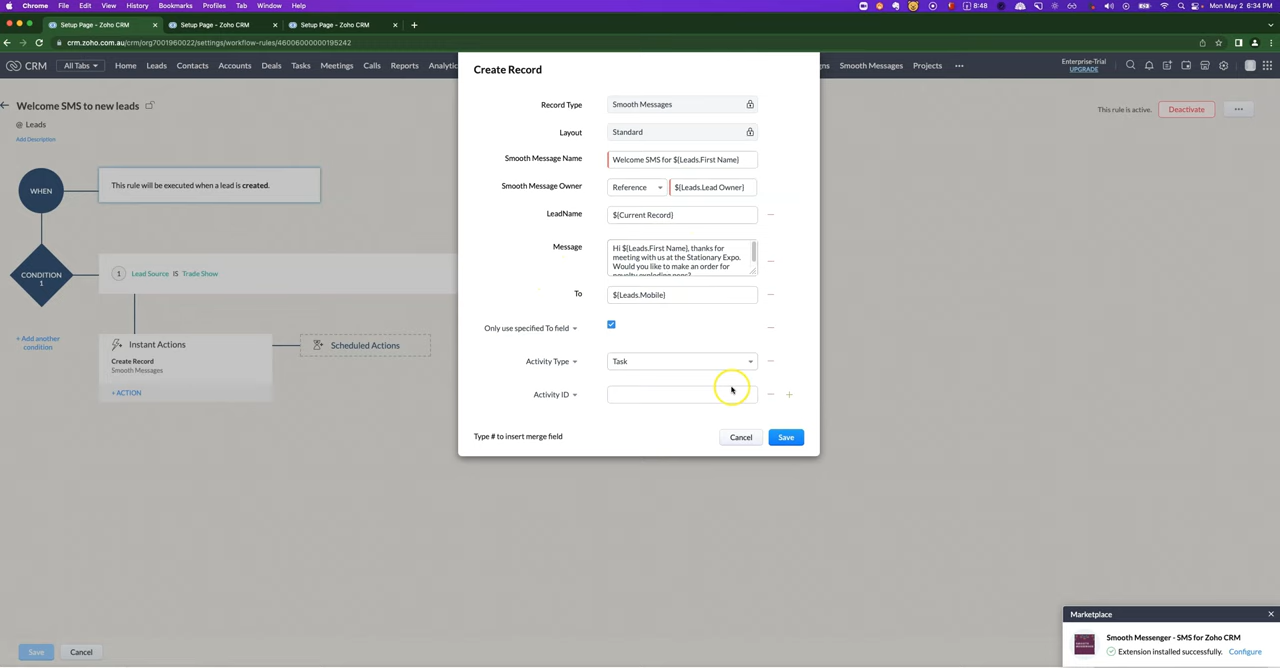 Chrome File Edit View History Bookmarks Profiles Tab Window Help
8:48 Mon May 2 6:34 PM
Setup Page - Zoho CRM × Setup Page - Zoho CRM × Setup Page - Zoho CRM × +
crm.zoho.com.au/crm/org7001960022/settings/workflow-rules/46006000000195242
CRM All Tabs Home Leads Contacts Accounts Deals Tasks Meetings Calls Reports Analytic
ns Smooth Messages Projects ••• Enterprise-Trial
UPGRADE
Create Record
Welcome SMS to new leads
@ Leads
Add Description
This rule is active. Deactivate •••
WHEN
This rule will be executed when a lead is created.
CONDITION
1
1 Lead Source IS Trade Show
+ Add another
condition
Instant Actions
Create Record
Smooth Messages
+ ACTION
Scheduled Actions
Record Type Smooth Messages
Layout Standard
Smooth Message Name Welcome SMS for ${Leads.First Name}
Smooth Message Owner Reference ${Leads.Lead Owner}
LeadName ${Current Record}
Message Hi ${Leads.First Name}, thanks for
meeting with us at the Stationary Expo.
Would you like to make an order for
novelty exploding pens?
To ${Leads.Mobile}
Only use specified To field
Activity Type Task
Activity ID
Type # to insert merge field Cancel Save
Marketplace ×
Smooth Messenger - SMS for Zoho CRM
Extension installed successfully. Configure
Save Cancel